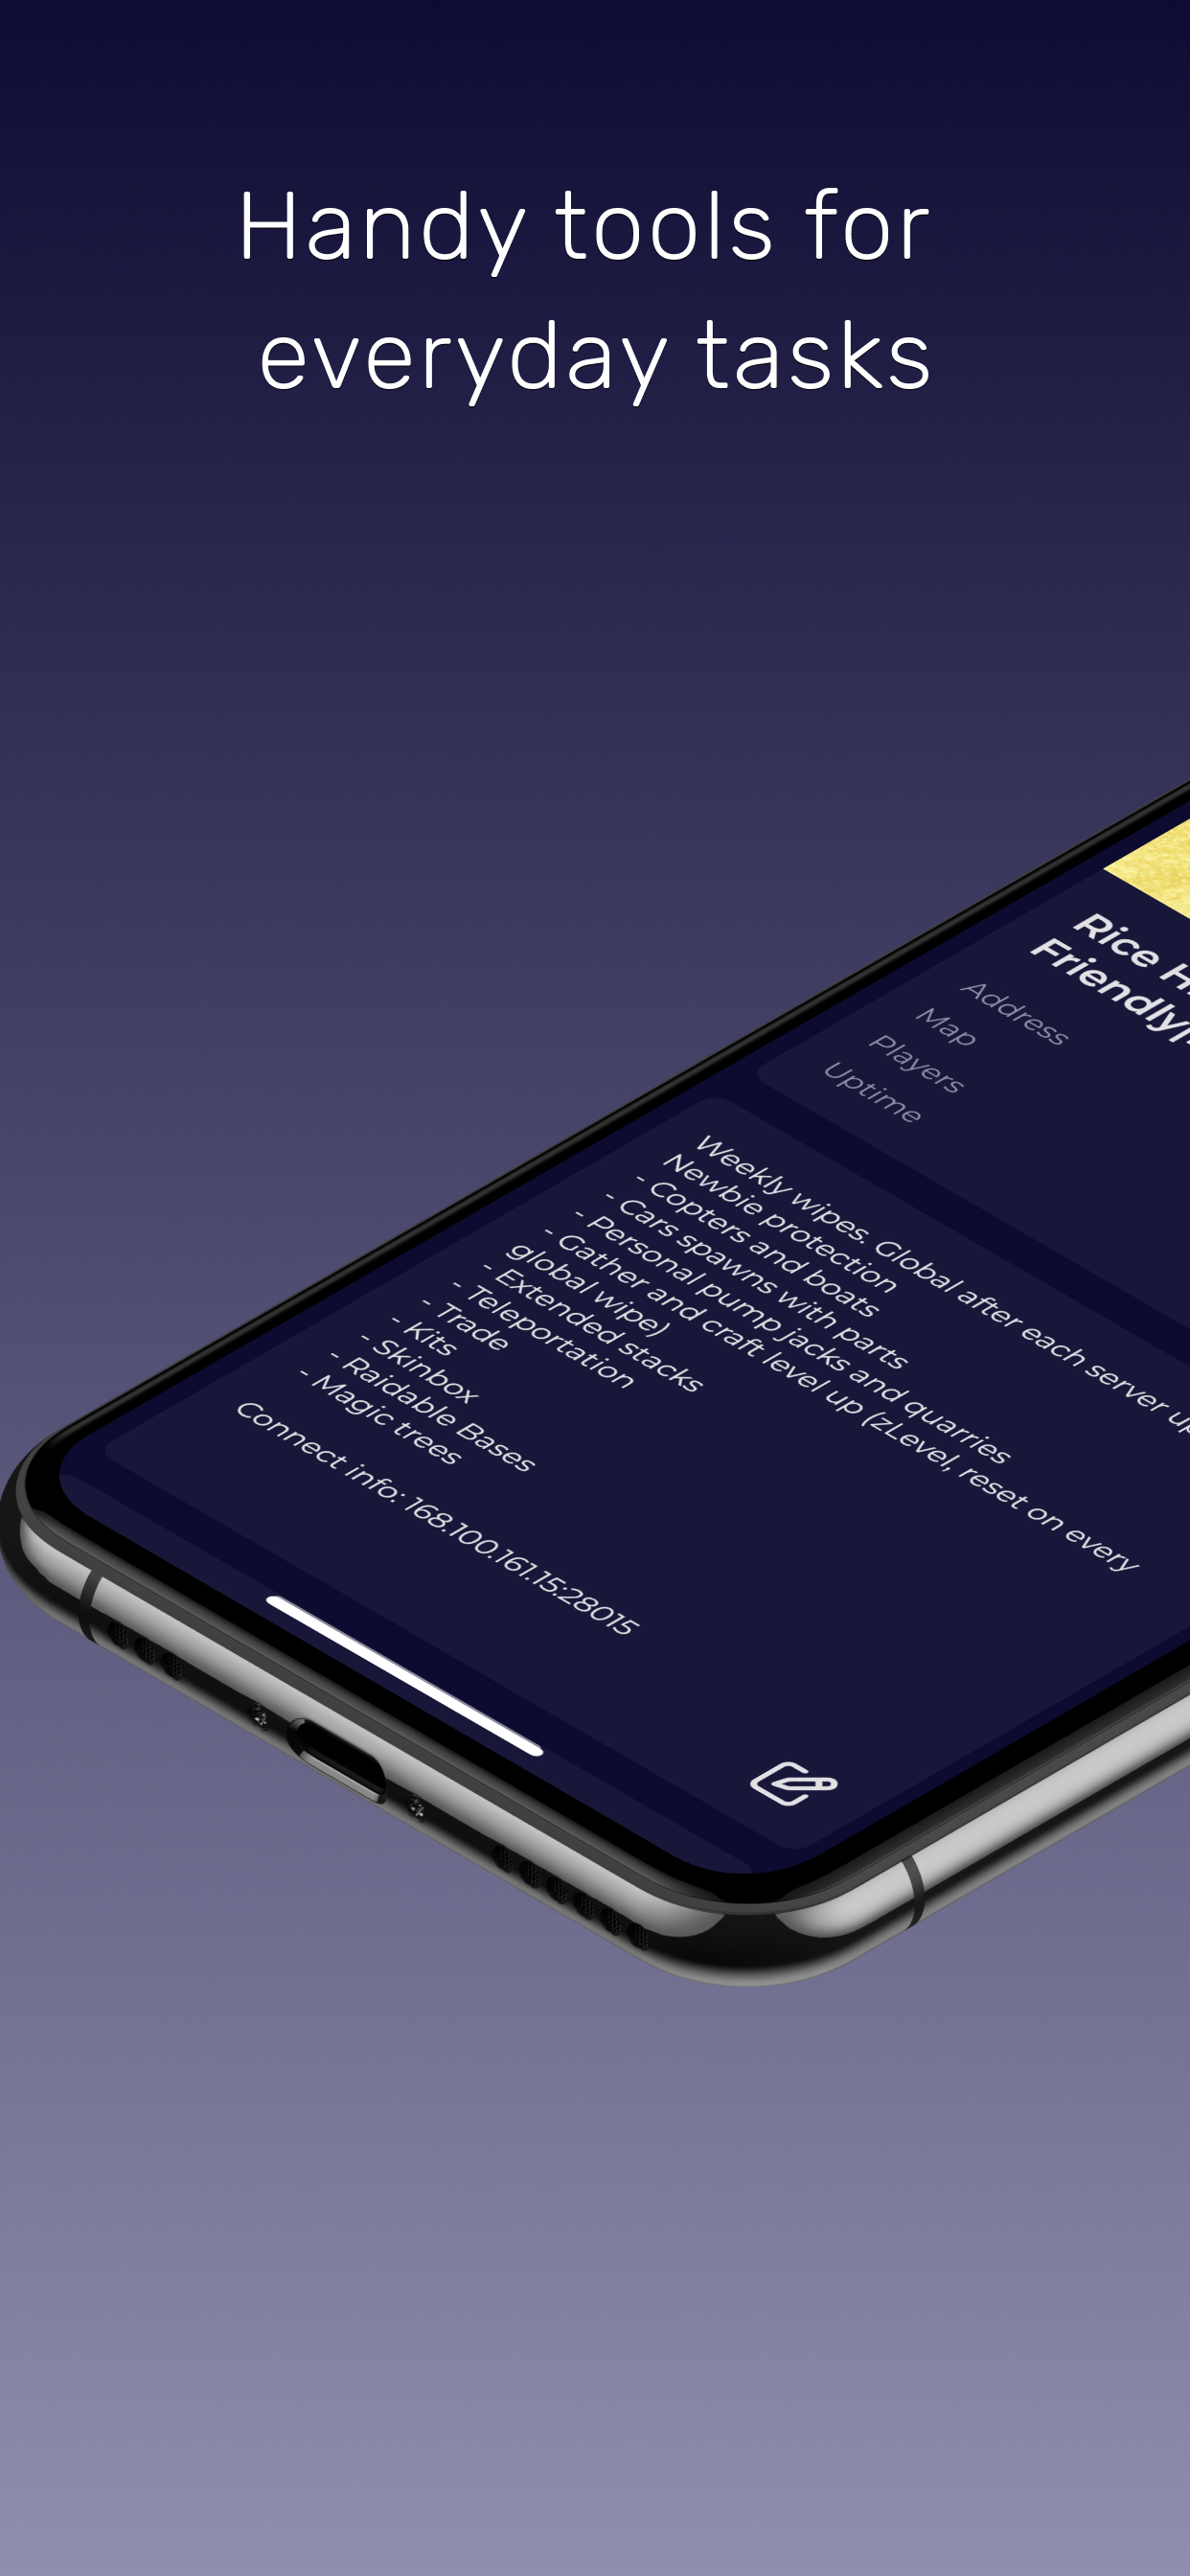 Handy tools for
everyday tasks
Rice
Friendly|
Address
Map
Players
Uptime
Weekly wipes. Global after each server
Newbie protection
- Copters and boats
- Cars spawns with parts
- Personal pump jacks and quarries
- Gather and craft level up (zLevel, reset on every
global wipe)
- Extended stacks
- Teleportation
- Trade
- Kits
- Skinbox
- Raidable Bases
- Magic trees
Connect info: 168.100.161.15:28015